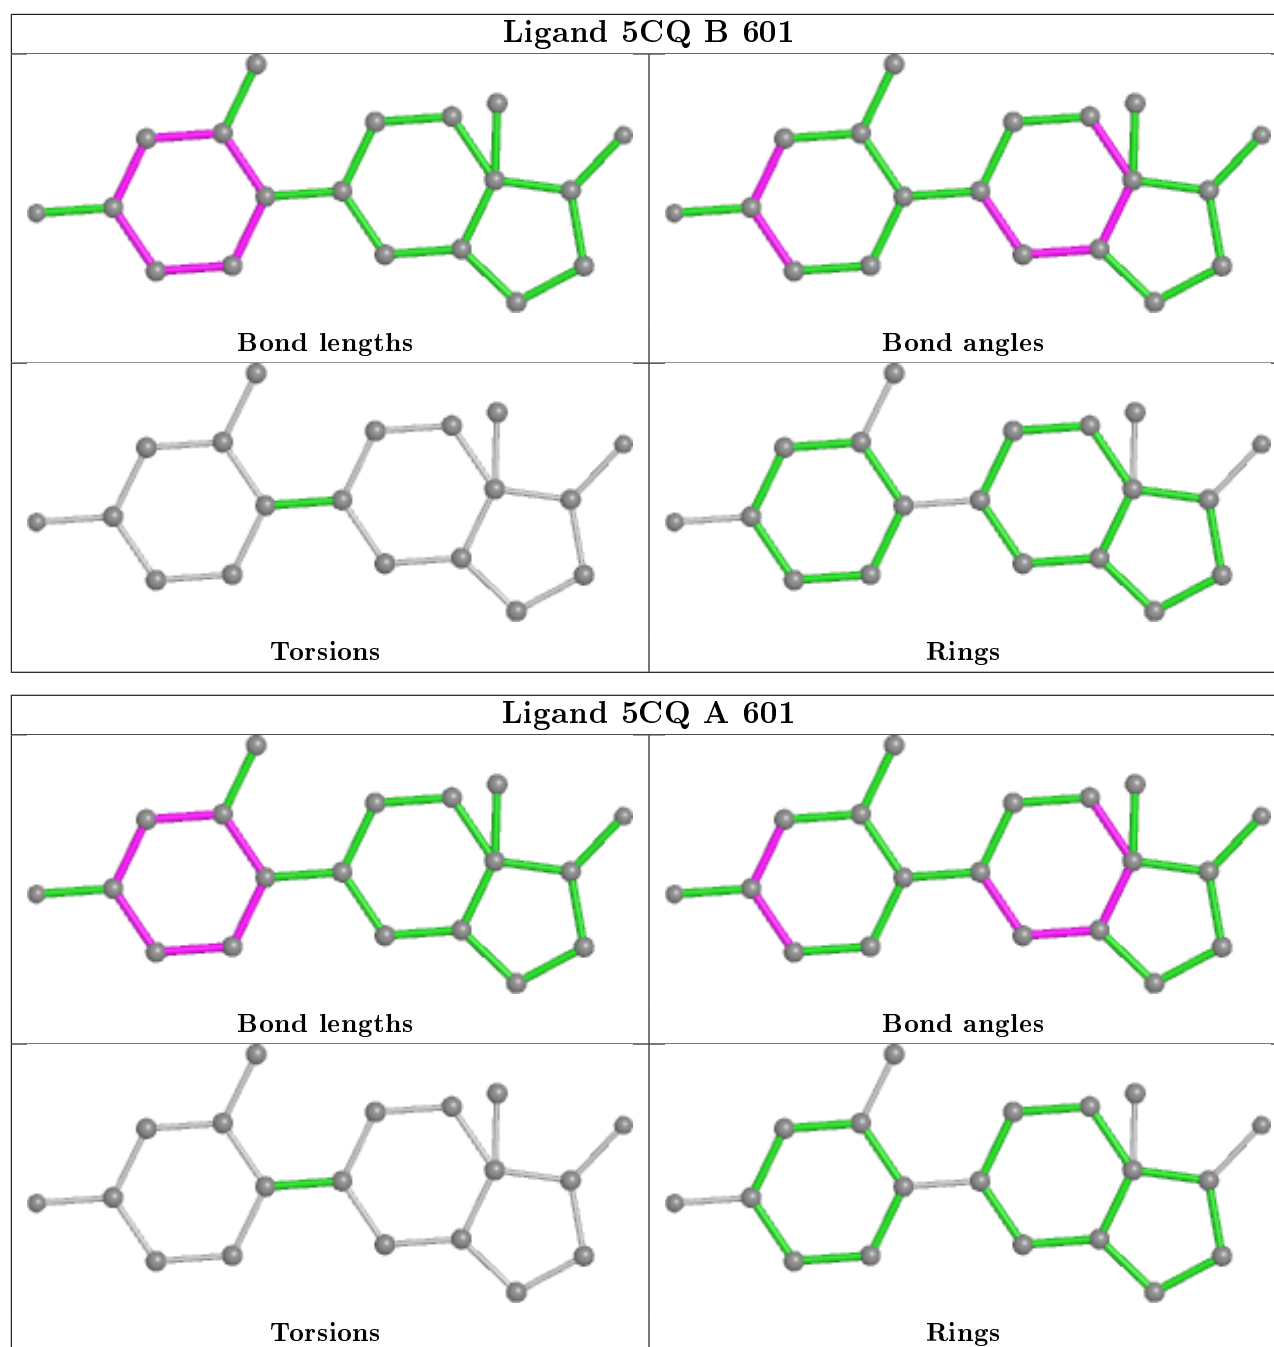 Ligand 5CQ B 601
Bond lengths
Bond angles
Torsions
Rings
Ligand 5CQ A 601
Bond lengths
Bond angles
Torsions
Rings